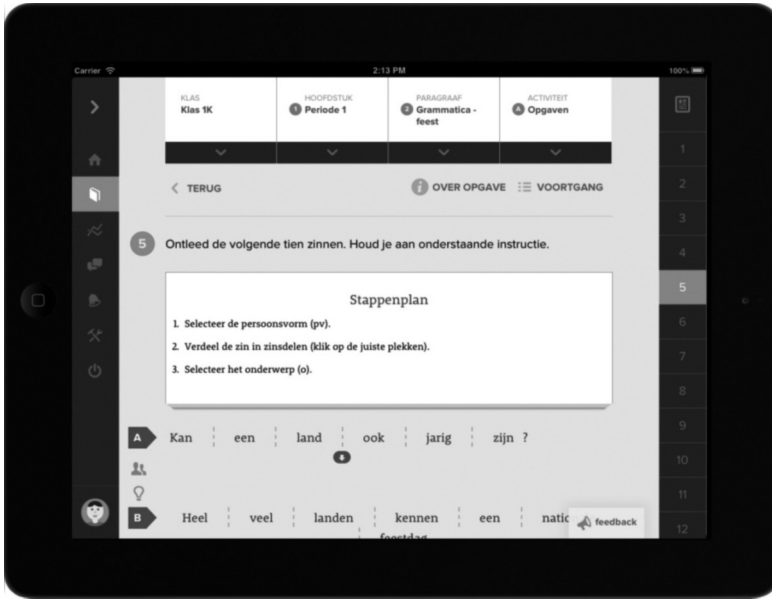 Carrier
2:13 PM
100%
KLAS
Klas 1K
HOOFDSTUK
1 Periode 1
PARAGRAAF
2 Grammatica -
feest
ACTIVITEIT
A Opgaven
TERUG
i OVER OPGAVE
VOORTGANG
5 Ontleed de volgende tien zinnen. Houd je aan onderstaande instructie.
Stappenplan
1. Selecteer de persoonsvorm (pv).
2. Verdeel de zin in zinsdelen (klik op de juiste plekken).
3. Selecteer het onderwerp (o).
A Kan een land ook jarig zijn ?
B Heel veel landen kennen een
feestdag
feedback
1
2
3
4
5
6
7
8
9
10
11
12